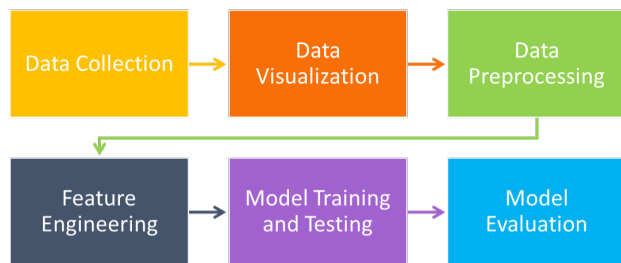 Data Collection
Data
Visualization
Data
Preprocessing
Feature
Engineering
Model Training
and Testing
Model
Evaluation